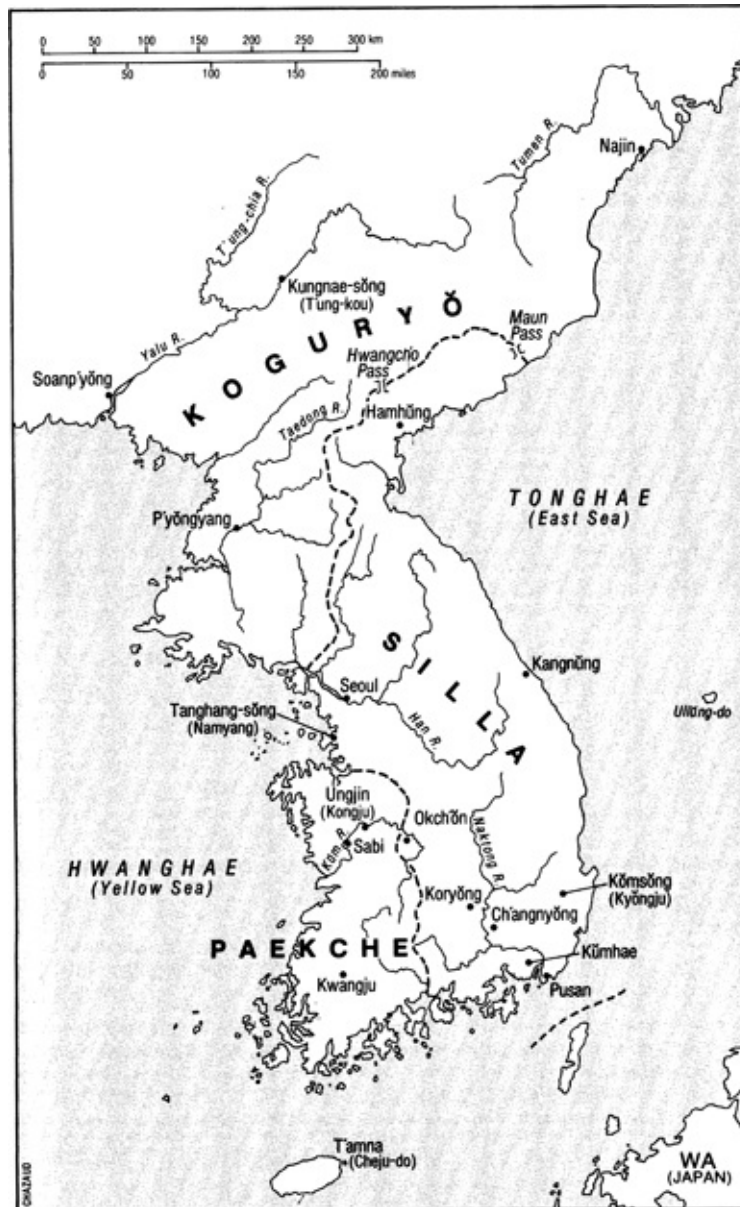 0 50 100 150 200 250 300 km
0 50 100 150 200 miles
Tumen R.
Najin
T'ung-chia R.
Kungnae-sŏng
(T'ung-kou)
KOGURYŎ
Maun
Pass
Yalu R.
Hwangch'o
Pass
Soanp'yŏng
Taedong R.
Hamhŭng
TONGHAE
(East Sea)
P'yŏngyang
SILLA
Kangnŭng
Seoul
Tanghang-sŏng
(Namyang)
Han R.
Ullŭng-do
Ungjin
(Kongju)
Okch'ŏn
Kŏm R.
Sabi
Naktong R.
HWANGHAE
(Yellow Sea)
Kŏmsŏng
(Kyŏngju)
Koryŏng
Ch'angnyŏng
PAEKCHE
Kŭmhae
Kwangju
Pusan
T'amna
(Cheju-do)
WA
(JAPAN)
CHAZAUD